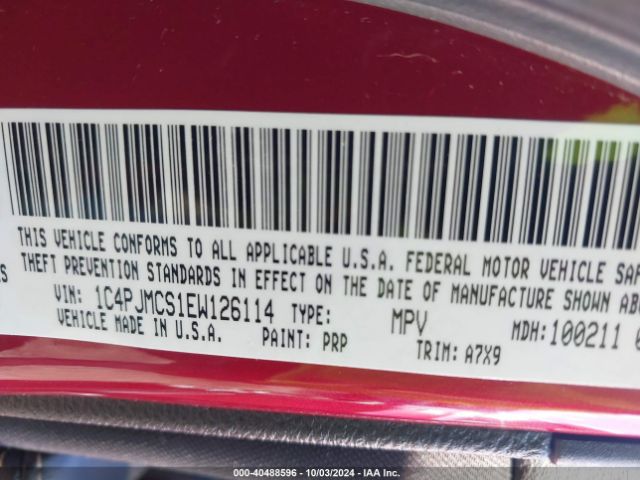 THIS VEHICLE CONFORMS TO ALL APPLICABLE U.S.A. FEDERAL MOTOR VEHICLE SAF
THEFT PREVENTION STANDARDS IN EFFECT ON THE DATE OF MANUFACTURE SHOWN ABO
VIN: 1C4PJMCS1EW126114 TYPE: MPV MDH:100211
VEHICLE MADE IN U.S.A. PAINT: PRP TRIM: A7X9
000-40488596 - 10/03/2024 - IAA Inc.